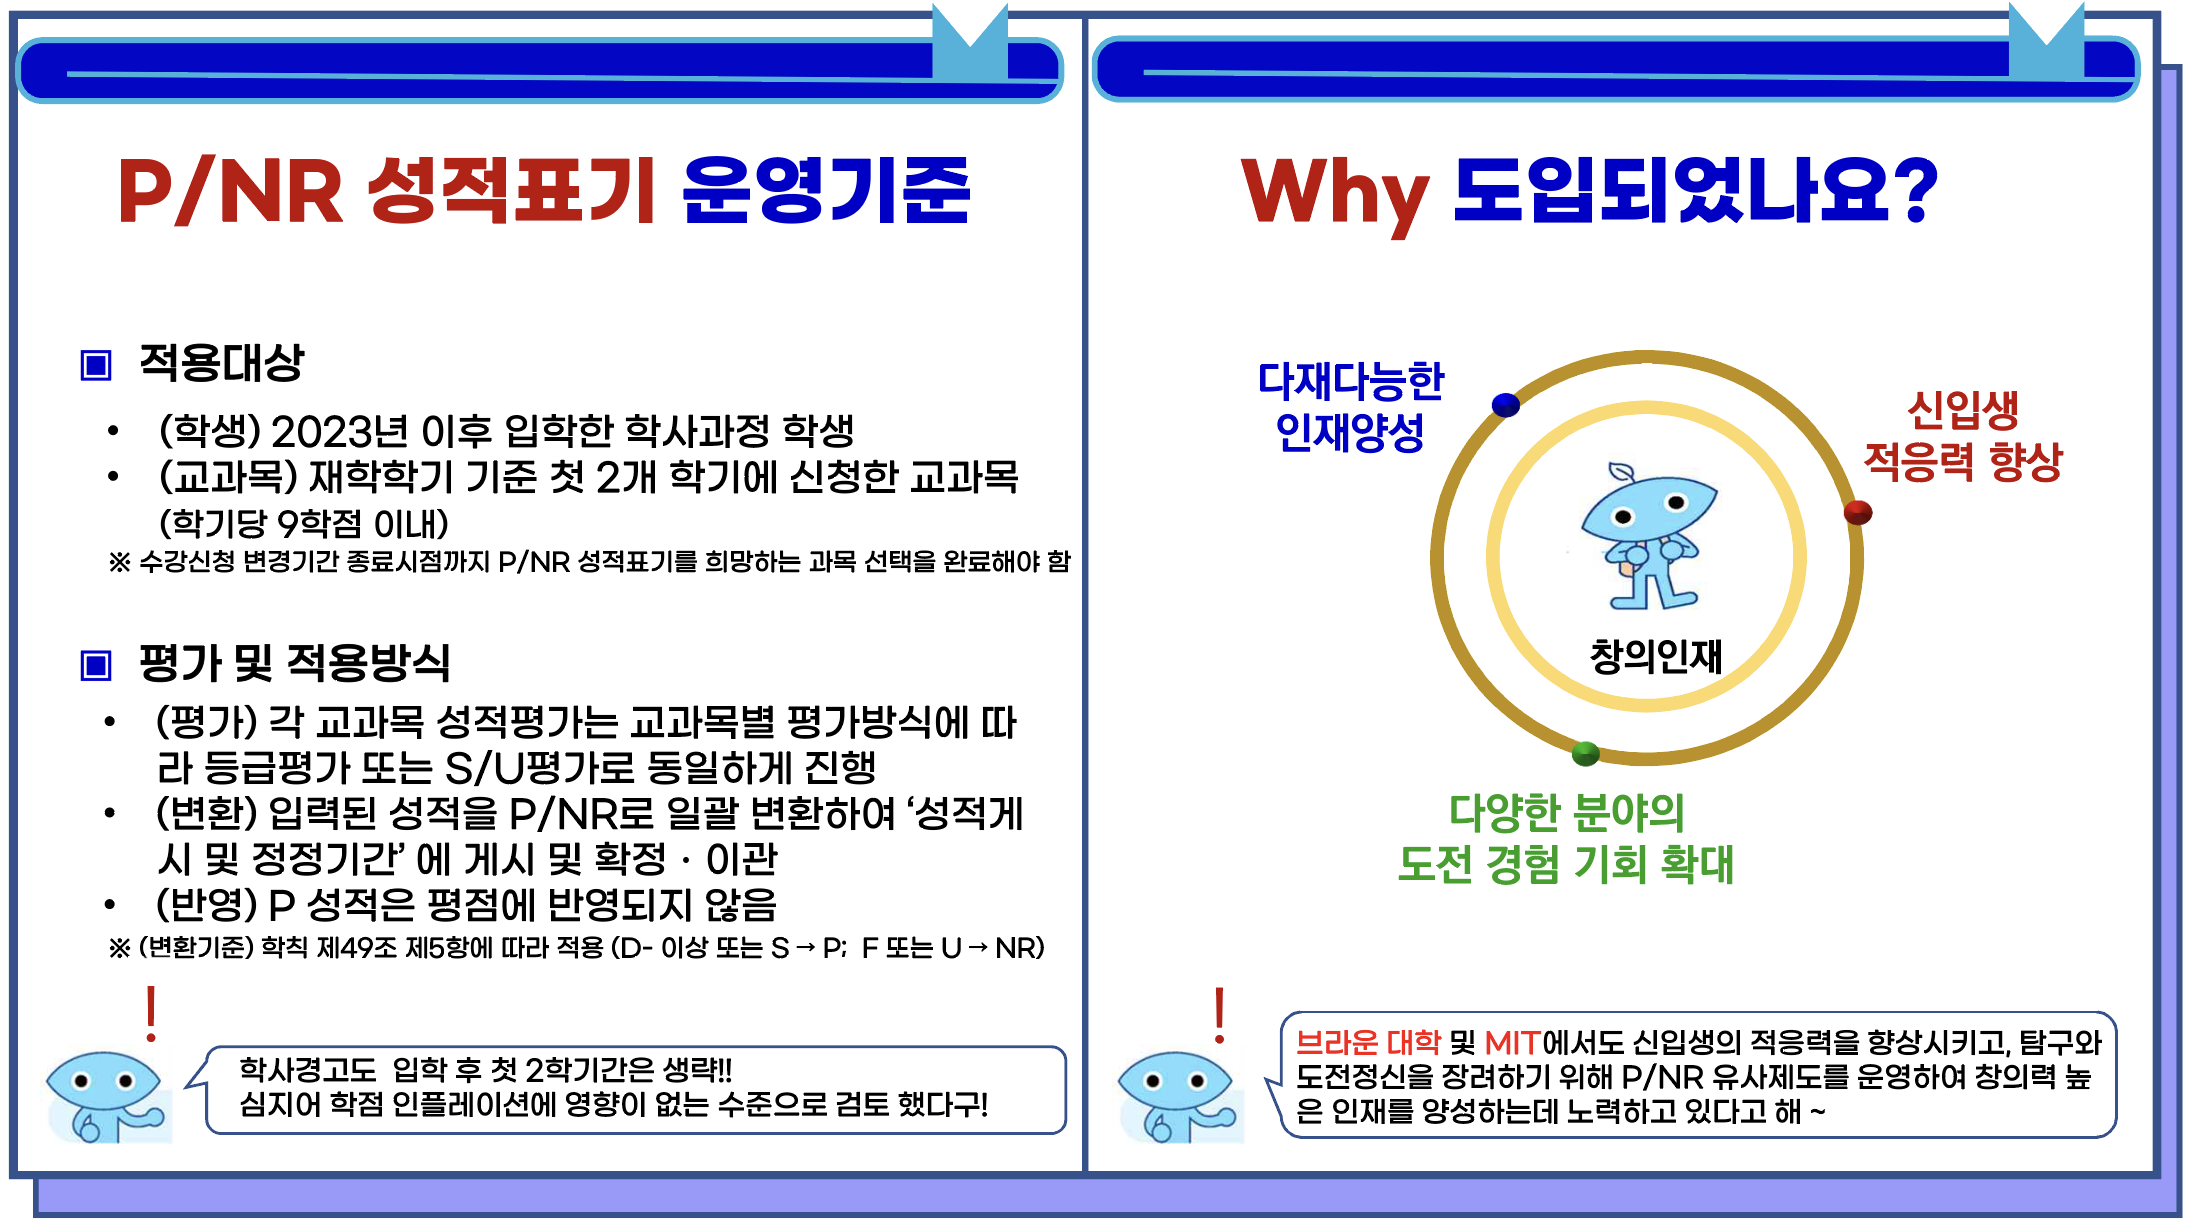 P/NR 성적표기 운영기준
▣ 적용대상
• (학생) 2023년 이후 입학한 학사과정 학생
• (교과목) 재학학기 기준 첫 2개 학기에 신청한 교과목
(학기당 9학점 이내)
※ 수강신청 변경기간 종료시점까지 P/NR 성적표기를 희망하는 과목 선택을 완료해야 함
▣ 평가 및 적용방식
• (평가) 각 교과목 성적평가는 교과목별 평가방식에 따
라 등급평가 또는 S/U평가로 동일하게 진행
• (변환) 입력된 성적을 P/NR로 일괄 변환하여 ‘성적게
시 및 정정기간’ 에 게시 및 확정 · 이관
• (반영) P 성적은 평점에 반영되지 않음
※ (변환기준) 학칙 제49조 제5항에 따라 적용 (D- 이상 또는 S → P;  F 또는 U → NR)
!
학사경고도  입학 후 첫 2학기간은 생략!!
심지어 학점 인플레이션에 영향이 없는 수준으로 검토 했다구!
Why 도입되었나요?
다재다능한
인재양성
신입생
적응력 향상
창의인재
다양한 분야의
도전 경험 기회 확대
!
브라운 대학 및 MIT에서도 신입생의 적응력을 향상시키고, 탐구와
도전정신을 장려하기 위해 P/NR 유사제도를 운영하여 창의력 높
은 인재를 양성하는데 노력하고 있다고 해 ~